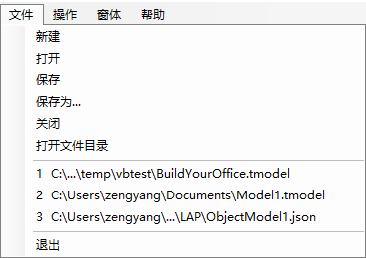 文件 操作 窗体 帮助
新建
打开
保存
保存为...
关闭
打开文件目录
1 C:\...\temp\vbtest\BuildYourOffice.tmodel
2 C:\Users\zengyang\Documents\Model1.tmodel
3 C:\Users\zengyang\...\LAP\ObjectModel1.json
退出